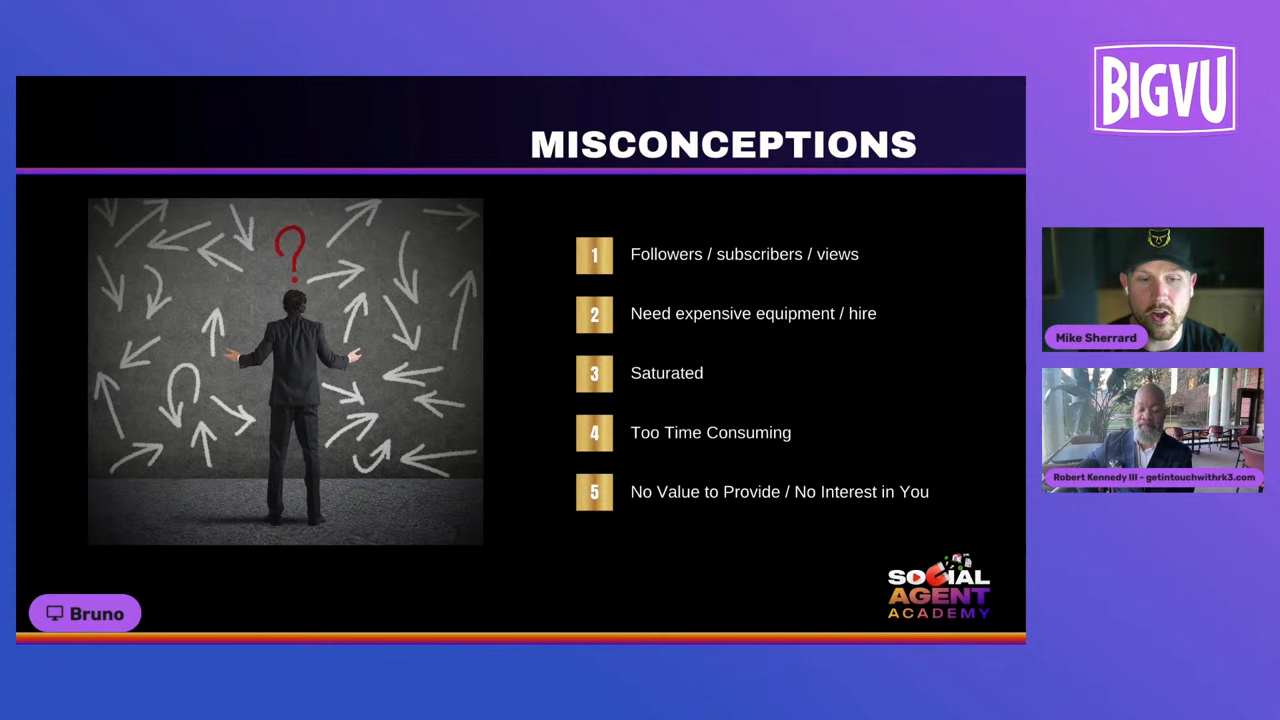 BIGVU
MISCONCEPTIONS
?
1 Followers / subscribers / views
2 Need expensive equipment / hire
3 Saturated
4 Too Time Consuming
5 No Value to Provide / No Interest in You
SOCIAL
AGENT
ACADEMY
Bruno
Mike Sherrard
Robert Kennedy III - getintouchwithrk3.com